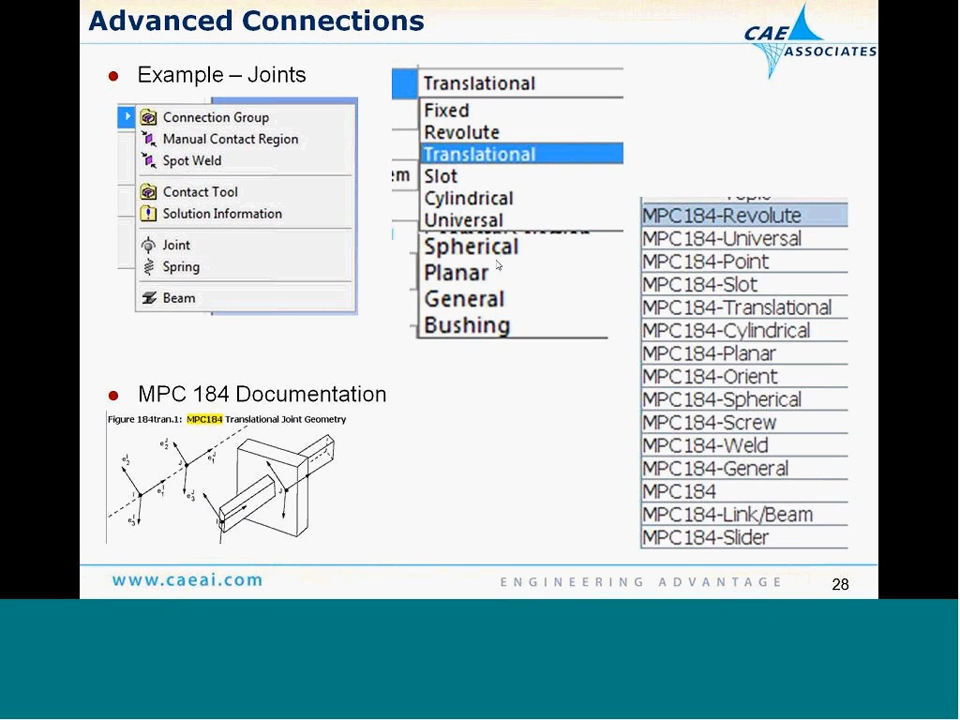 Advanced Connections
CAE
ASSOCIATES
Example – Joints
Connection Group
Manual Contact Region
Spot Weld
Contact Tool
Solution Information
Joint
Spring
Beam
Translational
Fixed
Revolute
Translational
Slot
Cylindrical
Universal
Spherical
Planar
General
Bushing
em
MPC184-Revolute
MPC184-Universal
MPC184-Point
MPC184-Slot
MPC184-Translational
MPC184-Cylindrical
MPC184-Planar
MPC184-Orient
MPC184-Spherical
MPC184-Screw
MPC184-Weld
MPC184-General
MPC184
MPC184-Link/Beam
MPC184-Slider
MPC 184 Documentation
Figure 184tran.1: MPC184 Translational Joint Geometry
www.caeai.com
ENGINEERING ADVANTAGE
28